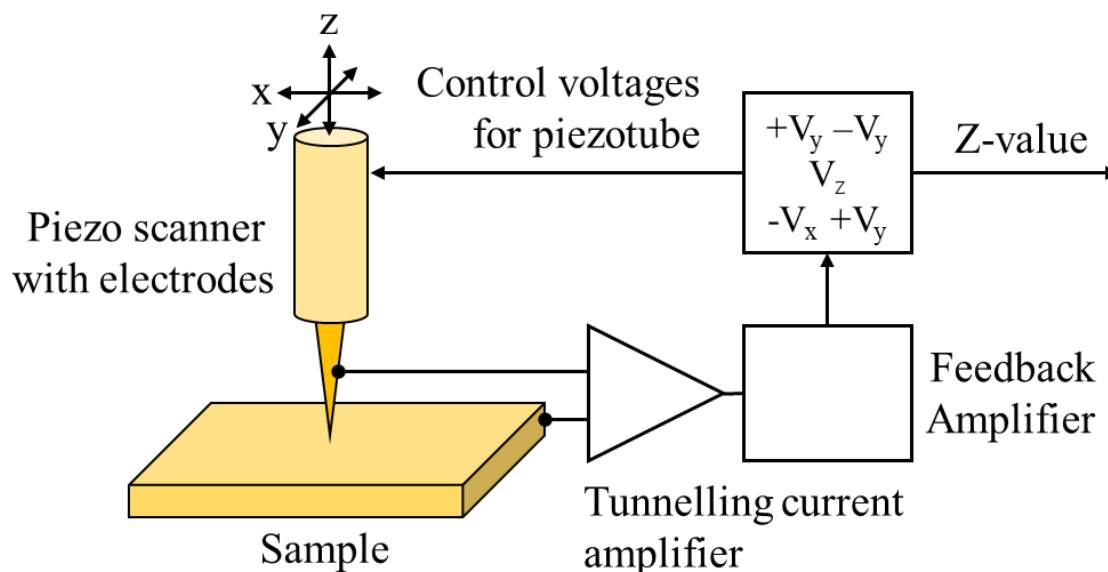 z
x
y
Control voltages
for piezotube
+Vy –Vy
Vz
-Vx +Vy
Z-value
Piezo scanner
with electrodes
Feedback
Amplifier
Tunnelling current
amplifier
Sample